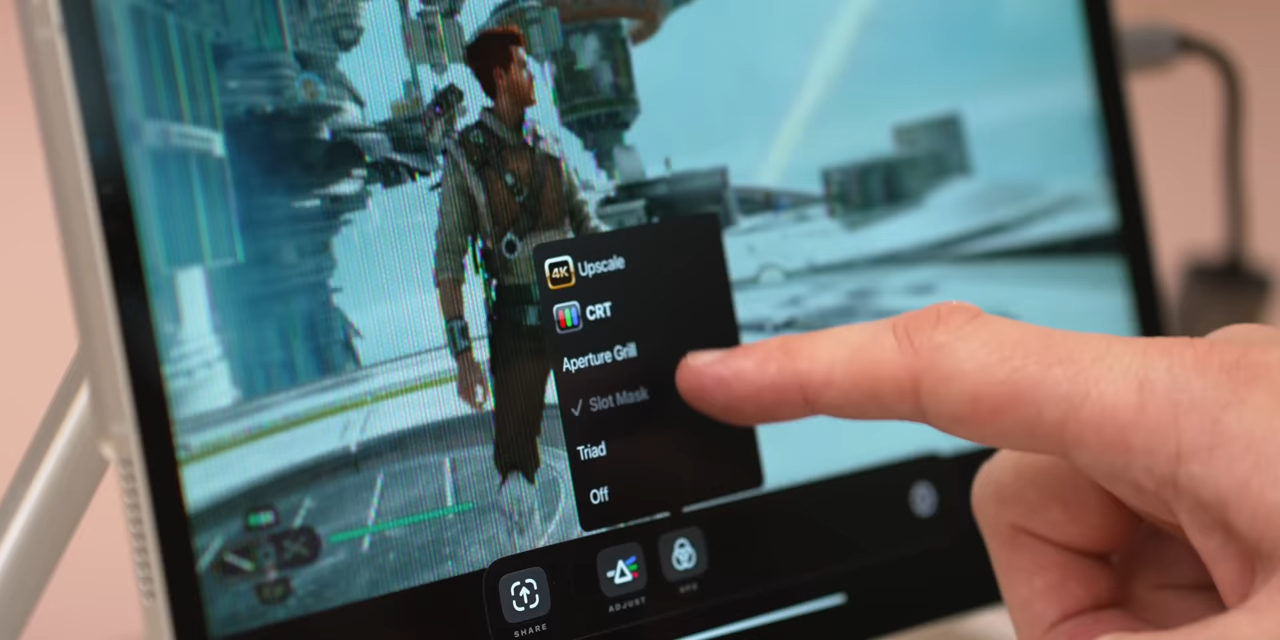 4K Upscale
CRT
Aperture Grill
✓ Slot Mask
Triad
Off
SHARE
ADJUST